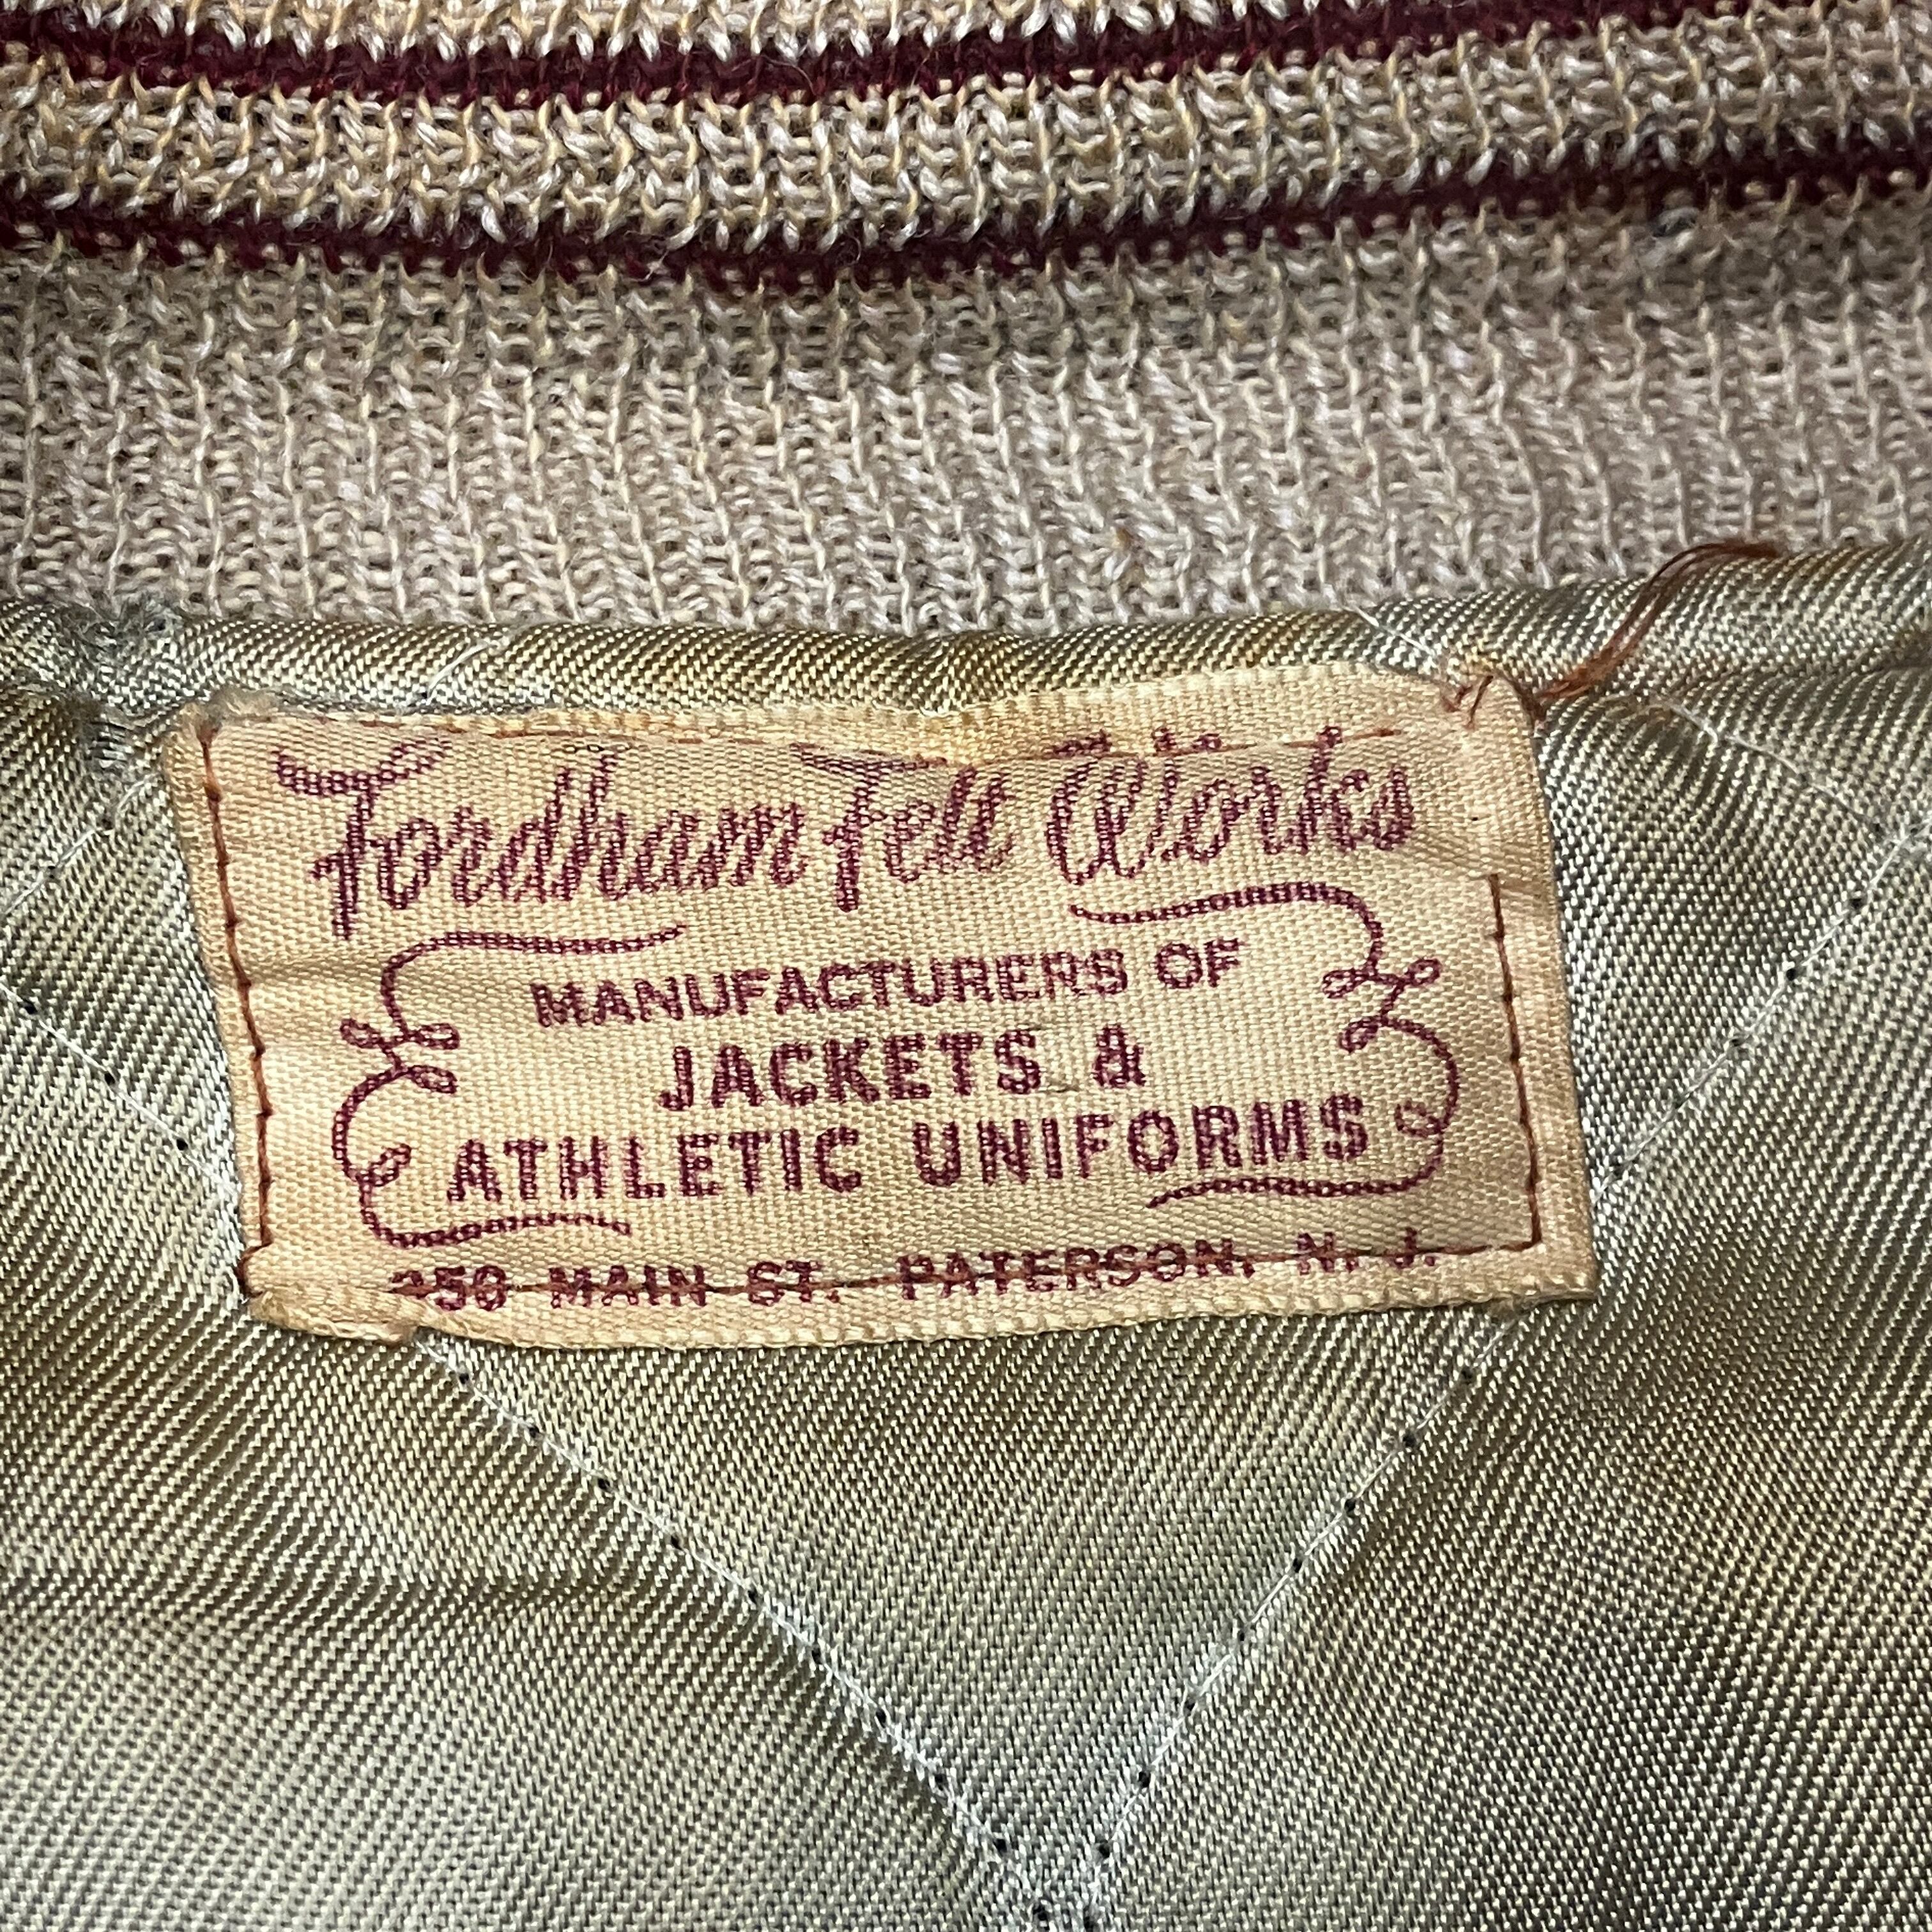 Fordham Felt Works
MANUFACTURERS OF
JACKETS &
ATHLETIC UNIFORMS
MAIN ST. PATERSON, N. J.